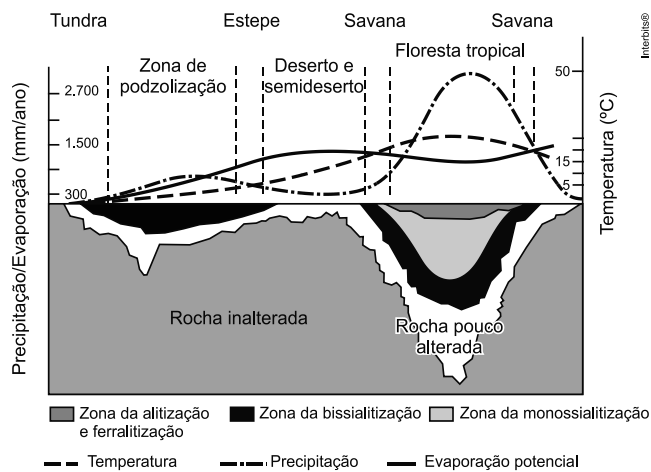 Tundra Estepe Savana Savana
Interbits®
Floresta tropical
Zona de
podzolização
Deserto e
semideserto
Precipitação/Evaporação (mm/ano)
2.700
1.500
300
50
15
5
Temperatura (ºC)
Rocha inalterada
Rocha pouco
alterada
Zona da alitização
e ferralitização
Zona da bissialitização
Zona da monossialitização
Temperatura
Precipitação
Evaporação potencial